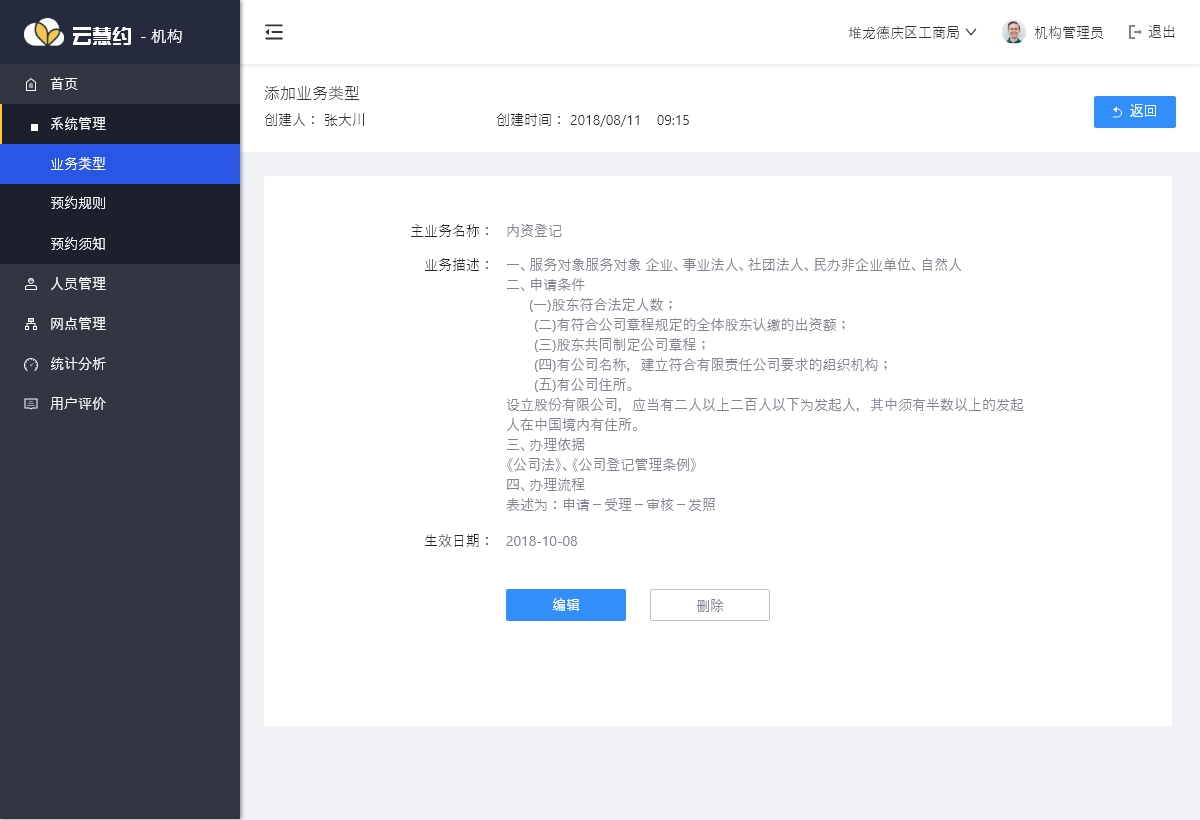 云慧约 - 机构
堆龙德庆区工商局 机构管理员 退出
首页
系统管理
业务类型
预约规则
预约须知
人员管理
网点管理
统计分析
用户评价
添加业务类型
创建人： 张大川 创建时间： 2018/08/11 09:15
返回
主业务名称： 内资登记
业务描述： 一、服务对象服务对象 企业、事业法人、社团法人、民办非企业单位、自然人
二、申请条件
(一)股东符合法定人数；
(二)有符合公司章程规定的全体股东认缴的出资额；
(三)股东共同制定公司章程；
(四)有公司名称，建立符合有限责任公司要求的组织机构；
(五)有公司住所。
设立股份有限公司，应当有二人以上二百人以下为发起人，其中须有半数以上的发起
人在中国境内有住所。
三、办理依据
《公司法》、《公司登记管理条例》
四、办理流程
表述为：申请－受理－审核－发照
生效日期： 2018-10-08
编辑 删除